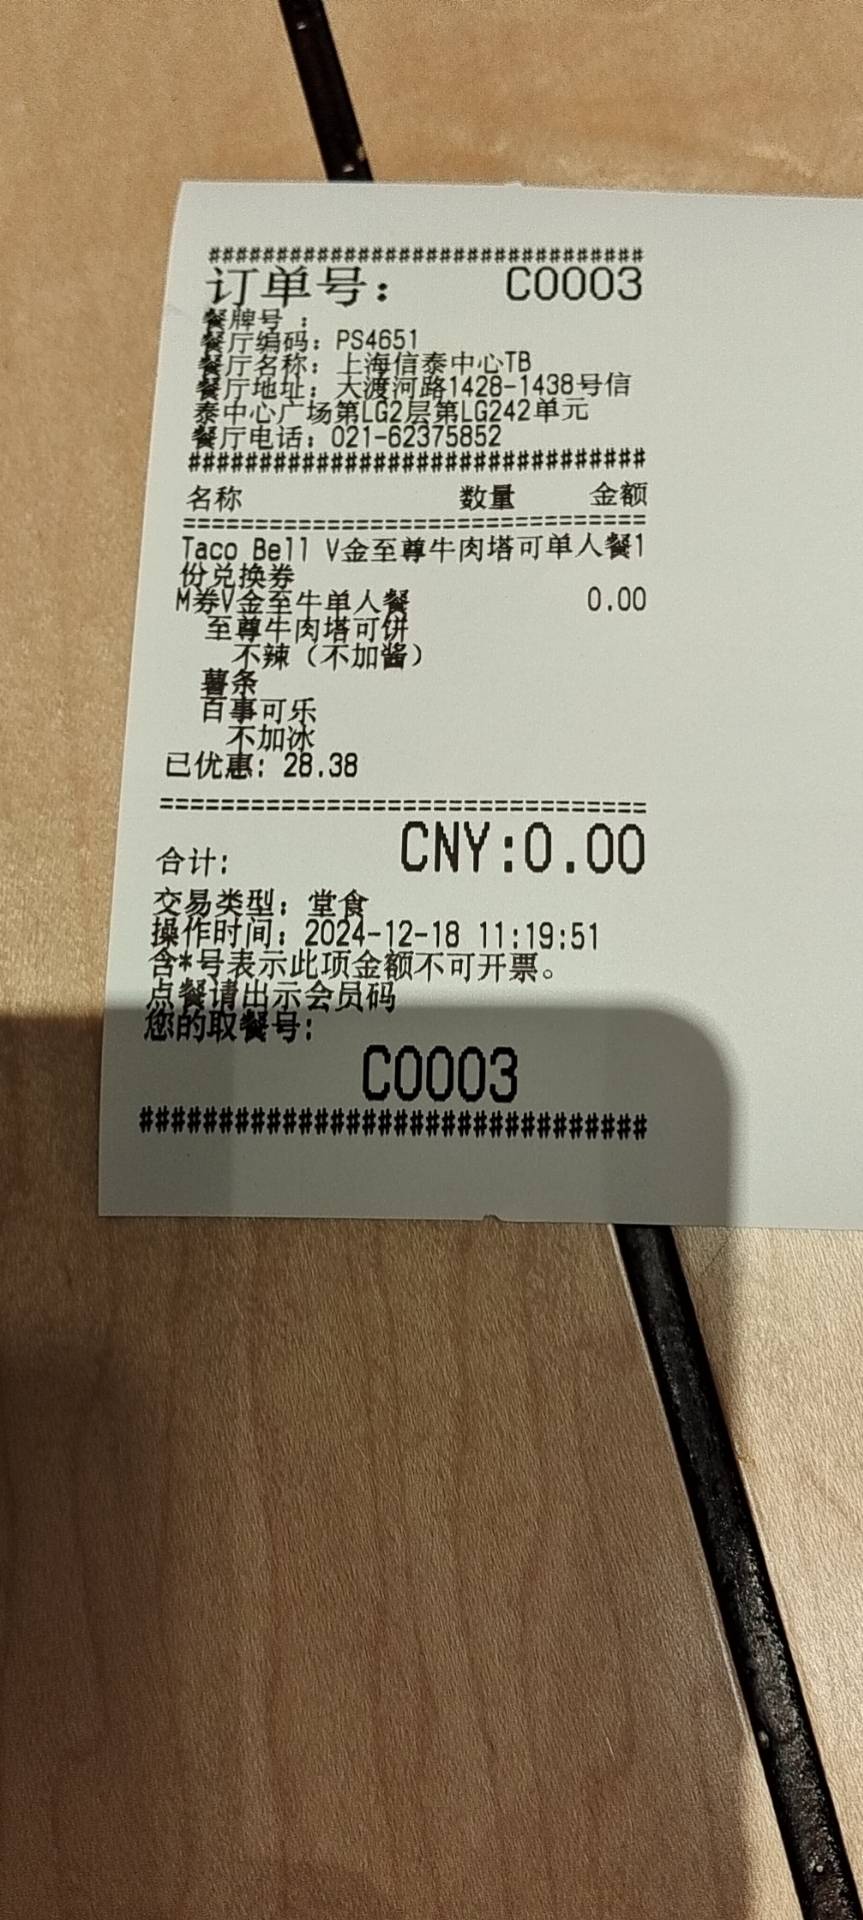 ################################
订单号： C0003
餐牌号 ：
餐厅编码：PS4651
餐厅名称：上海信泰中心TB
餐厅地址：大渡河路1428-1438号信
泰中心广场第LG2层第LG242单元
餐厅电话：021-62375852
################################
名称 数量 金额
================================
Taco Bell V金至尊牛肉塔可单人餐1
份兑换券
M券V金至牛单人餐 0.00
至尊牛肉塔可饼
不辣（不加酱）
薯条
百事可乐
不加冰
已优惠: 28.38
================================
合计: CNY:0.00
交易类型：堂食
操作时间：2024-12-18 11:19:51
含*号表示此项金额不可开票。
点餐请出示会员码
您的取餐号:
C0003
################################